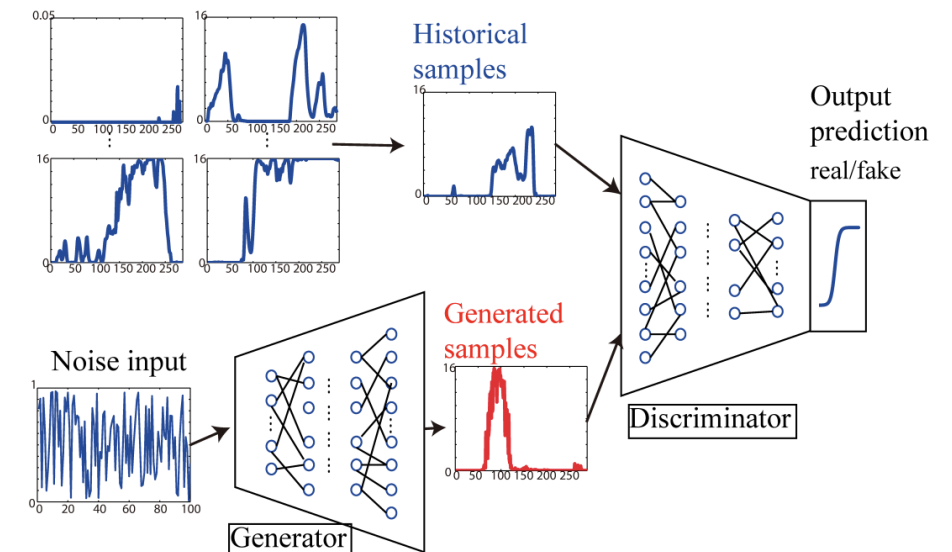 0.05
0
0 50 100 150 200 250
16
0
0 50 100 150 200 250
16
0
0 50 100 150 200 250
16
0
0 50 100 150 200 250
Historical
samples
16
0
0 50 100 150 200 250
Output
prediction
real/fake
Noise input
1
0
0 20 40 60 80 100
Generator
Generated
samples
16
0
0 50 100 150 200 250
Discriminator